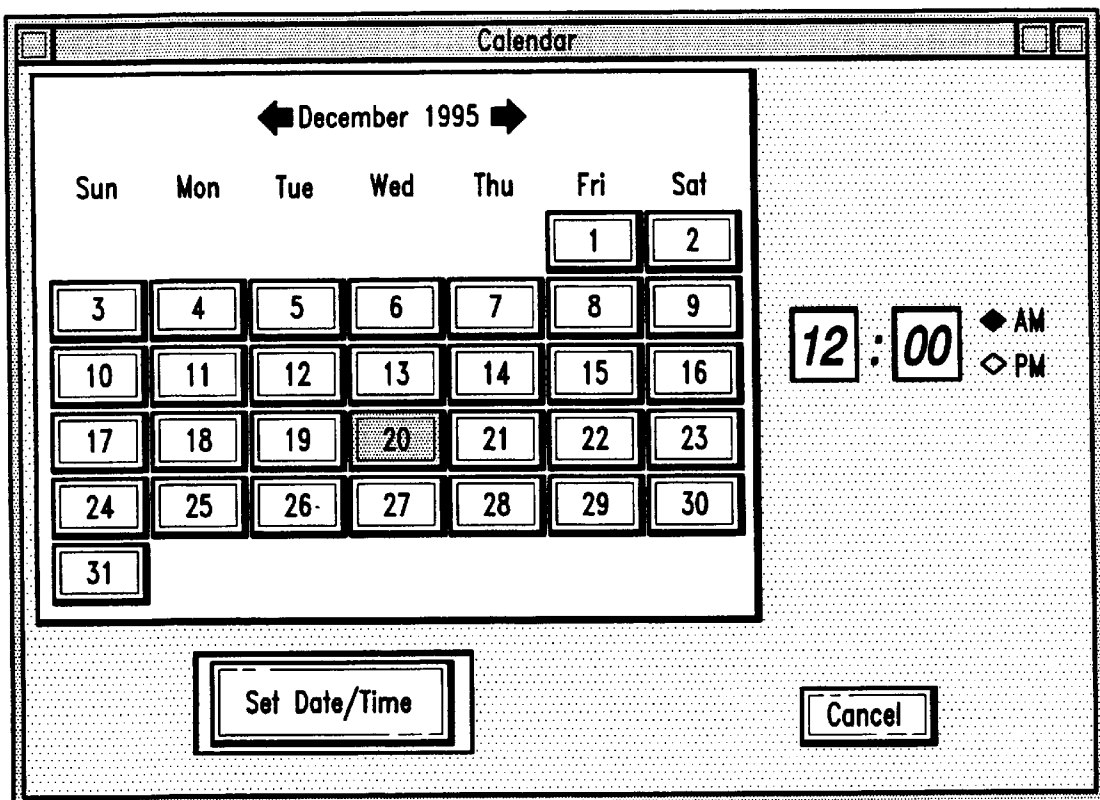 Calendar
December 1995
Sun Mon Tue Wed Thu Fri Sat
1 2
3 4 5 6 7 8 9
10 11 12 13 14 15 16
17 18 19 20 21 22 23
24 25 26 27 28 29 30
31
12 : 00
AM
PM
Set Date/Time
Cancel